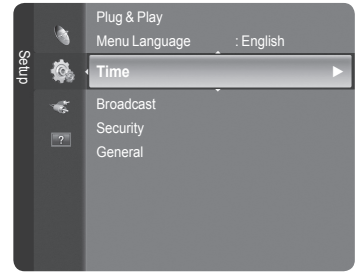 Setup
Plug & Play
Menu Language : English
Time
Broadcast
Security
General
?